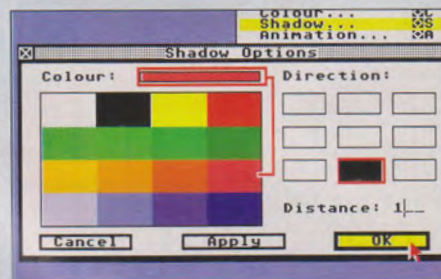 Colour...
Shadow... S
Animation... A
Shadow Options
Colour: Direction:
Distance: 1
Cancel Apply OK